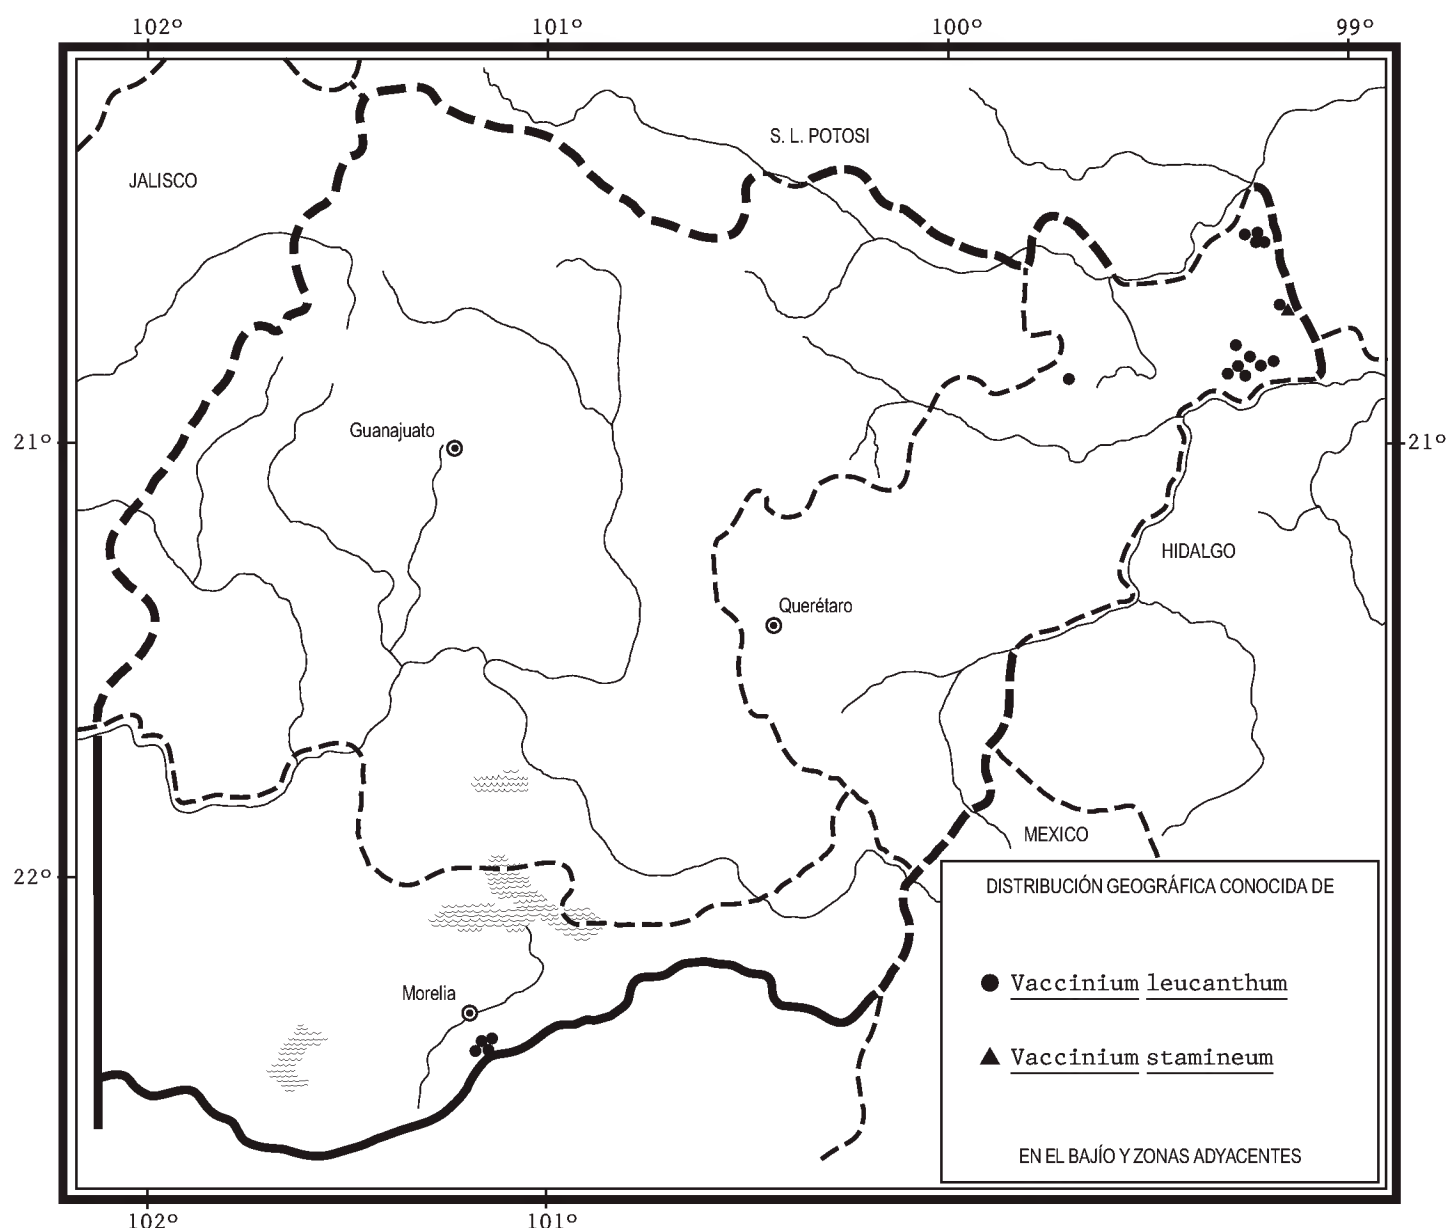 102º 101º 100º 99º
S. L. POTOSI
JALISCO
Guanajuato
21º
21º
HIDALGO
Querétaro
MEXICO
22º
DISTRIBUCIÓN GEOGRÁFICA CONOCIDA DE
Vaccinium leucanthum
Morelia
Vaccinium stamineum
EN EL BAJÍO Y ZONAS ADYACENTES
102º 101º